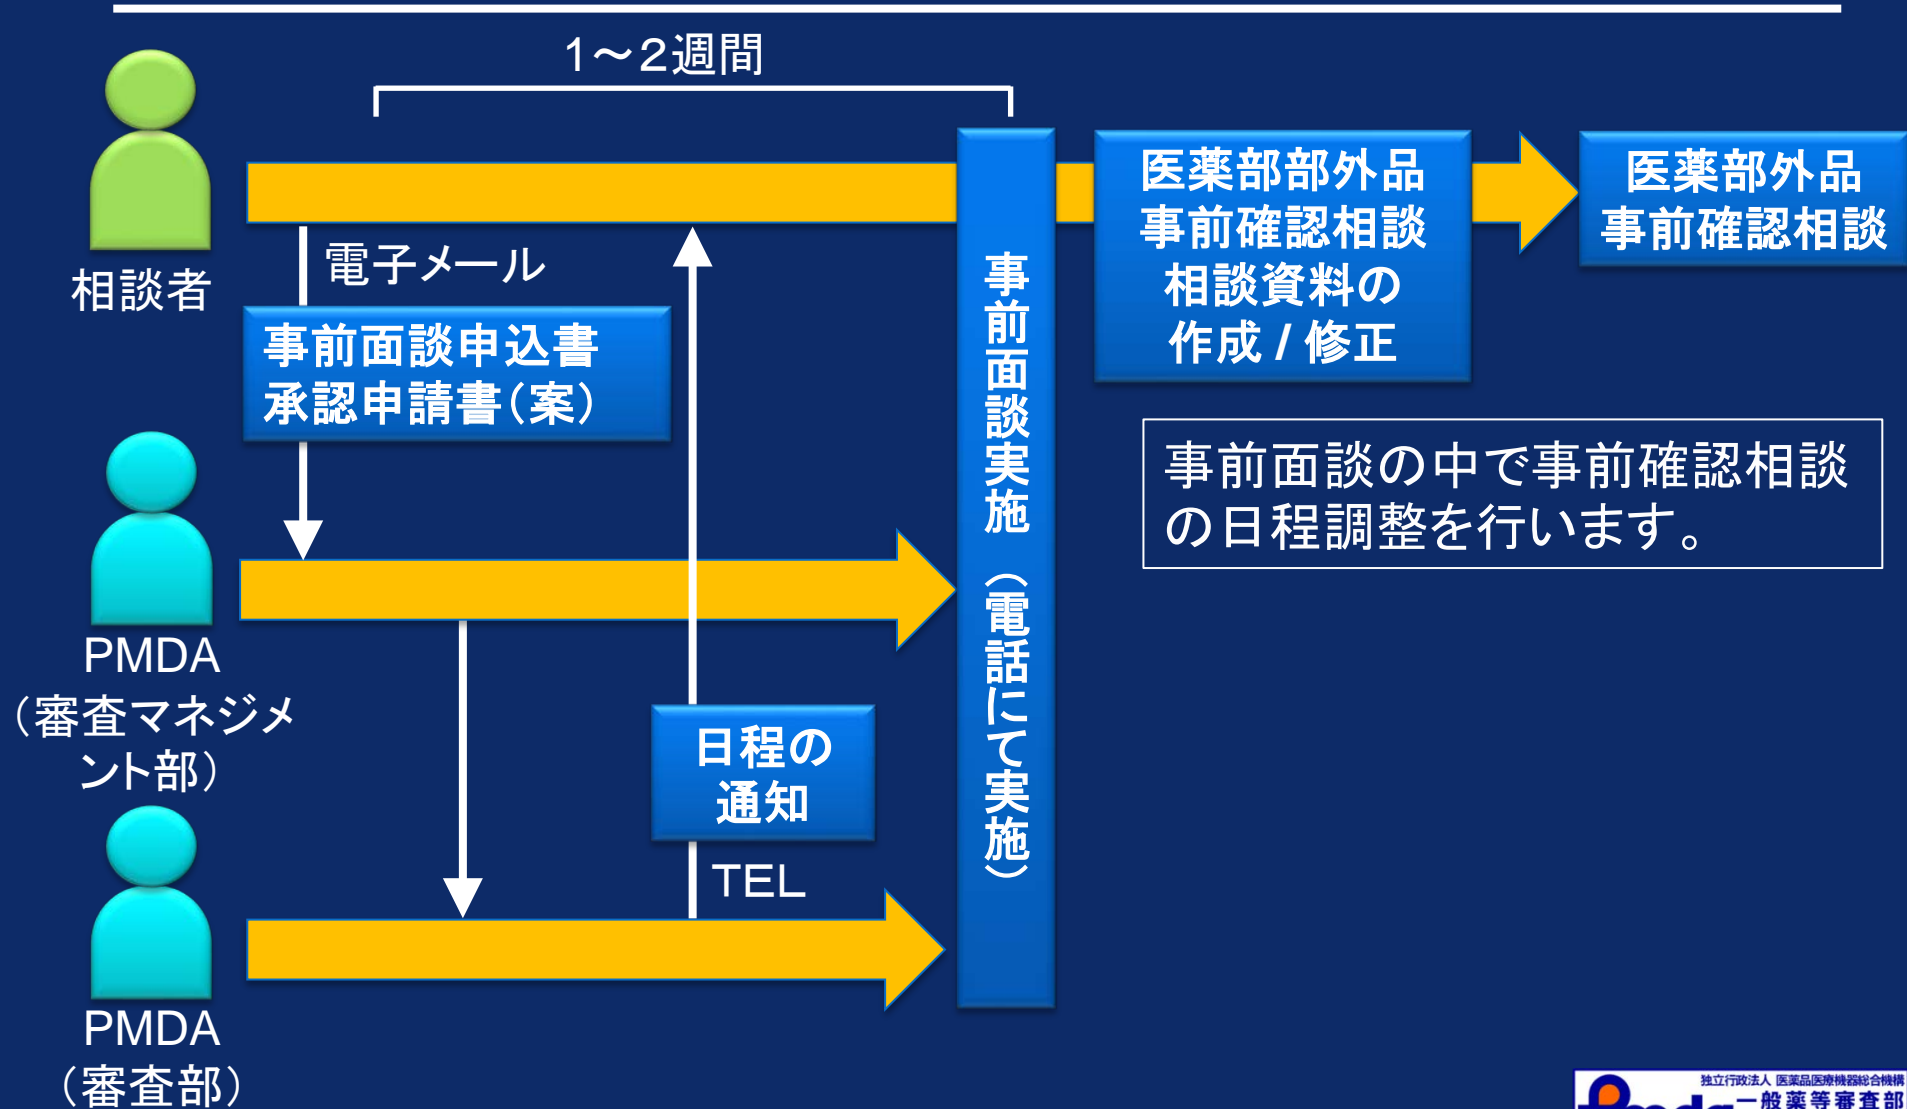 1～2週間
相談者
電子メール
事前面談申込書
承認申請書（案）
医薬部部外品
事前確認相談
相談資料の
作成 / 修正
医薬部外品
事前確認相談
事前面談実施（電話にて実施）
事前面談の中で事前確認相談
の日程調整を行います。
PMDA
（審査マネジメ
ント部）
日程の
通知
TEL
PMDA
（審査部）
独立行政法人 医薬品医療機器総合機構
pmda 一般薬等審査部